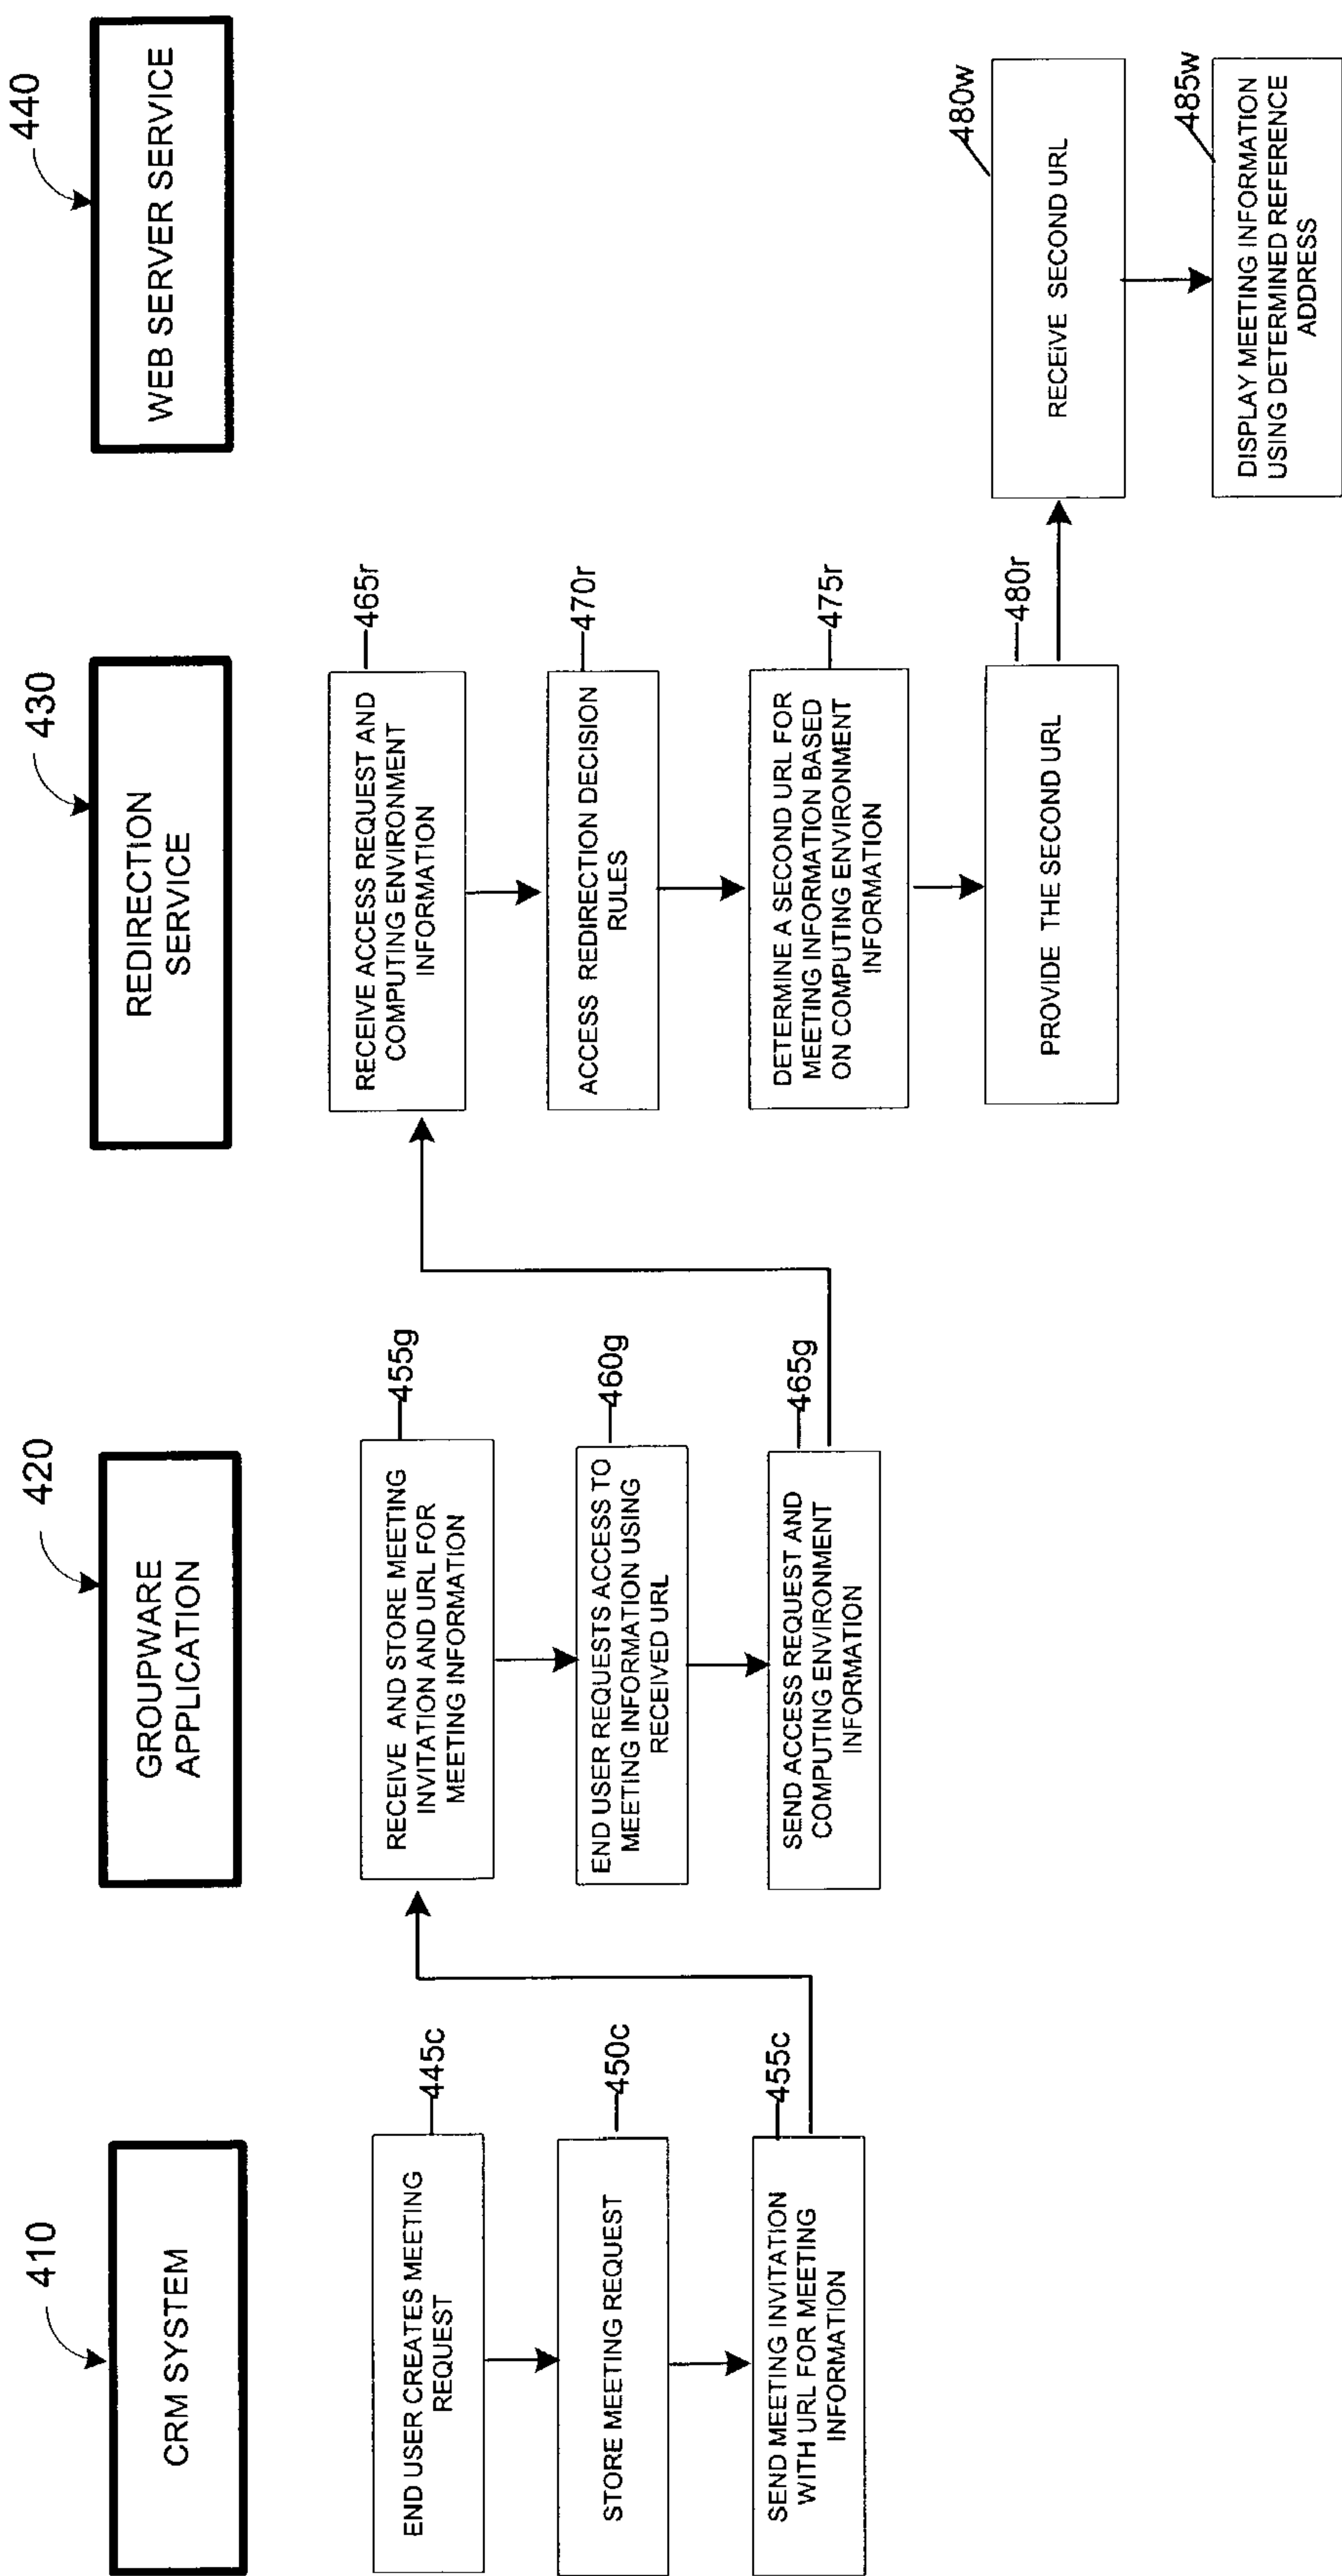 410
CRM SYSTEM
445c
END USER CREATES MEETING
REQUEST
450c
STORE MEETING REQUEST
455c
SEND MEETING INVITATION
WITH URL FOR MEETING
INFORMATION
420
GROUPWARE
APPLICATION
455g
RECEIVE AND STORE MEETING
INVITATION AND URL FOR
MEETING INFORMATION
460g
END USER REQUESTS ACCESS TO
MEETING INFORMATION USING
RECEIVED URL
465g
SEND ACCESS REQUEST AND
COMPUTING ENVIRONMENT
INFORMATION
430
REDIRECTION
SERVICE
465r
RECEIVE ACCESS REQUEST AND
COMPUTING ENVIRONMENT
INFORMATION
470r
ACCESS REDIRECTION DECISION
RULES
475r
DETERMINE A SECOND URL FOR
MEETING INFORMATION BASED
ON COMPUTING ENVIRONMENT
INFORMATION
480r
PROVIDE THE SECOND URL
440
WEB SERVER SERVICE
480w
RECEIVE SECOND URL
485w
DISPLAY MEETING INFORMATION
USING DETERMINED REFERENCE
ADDRESS